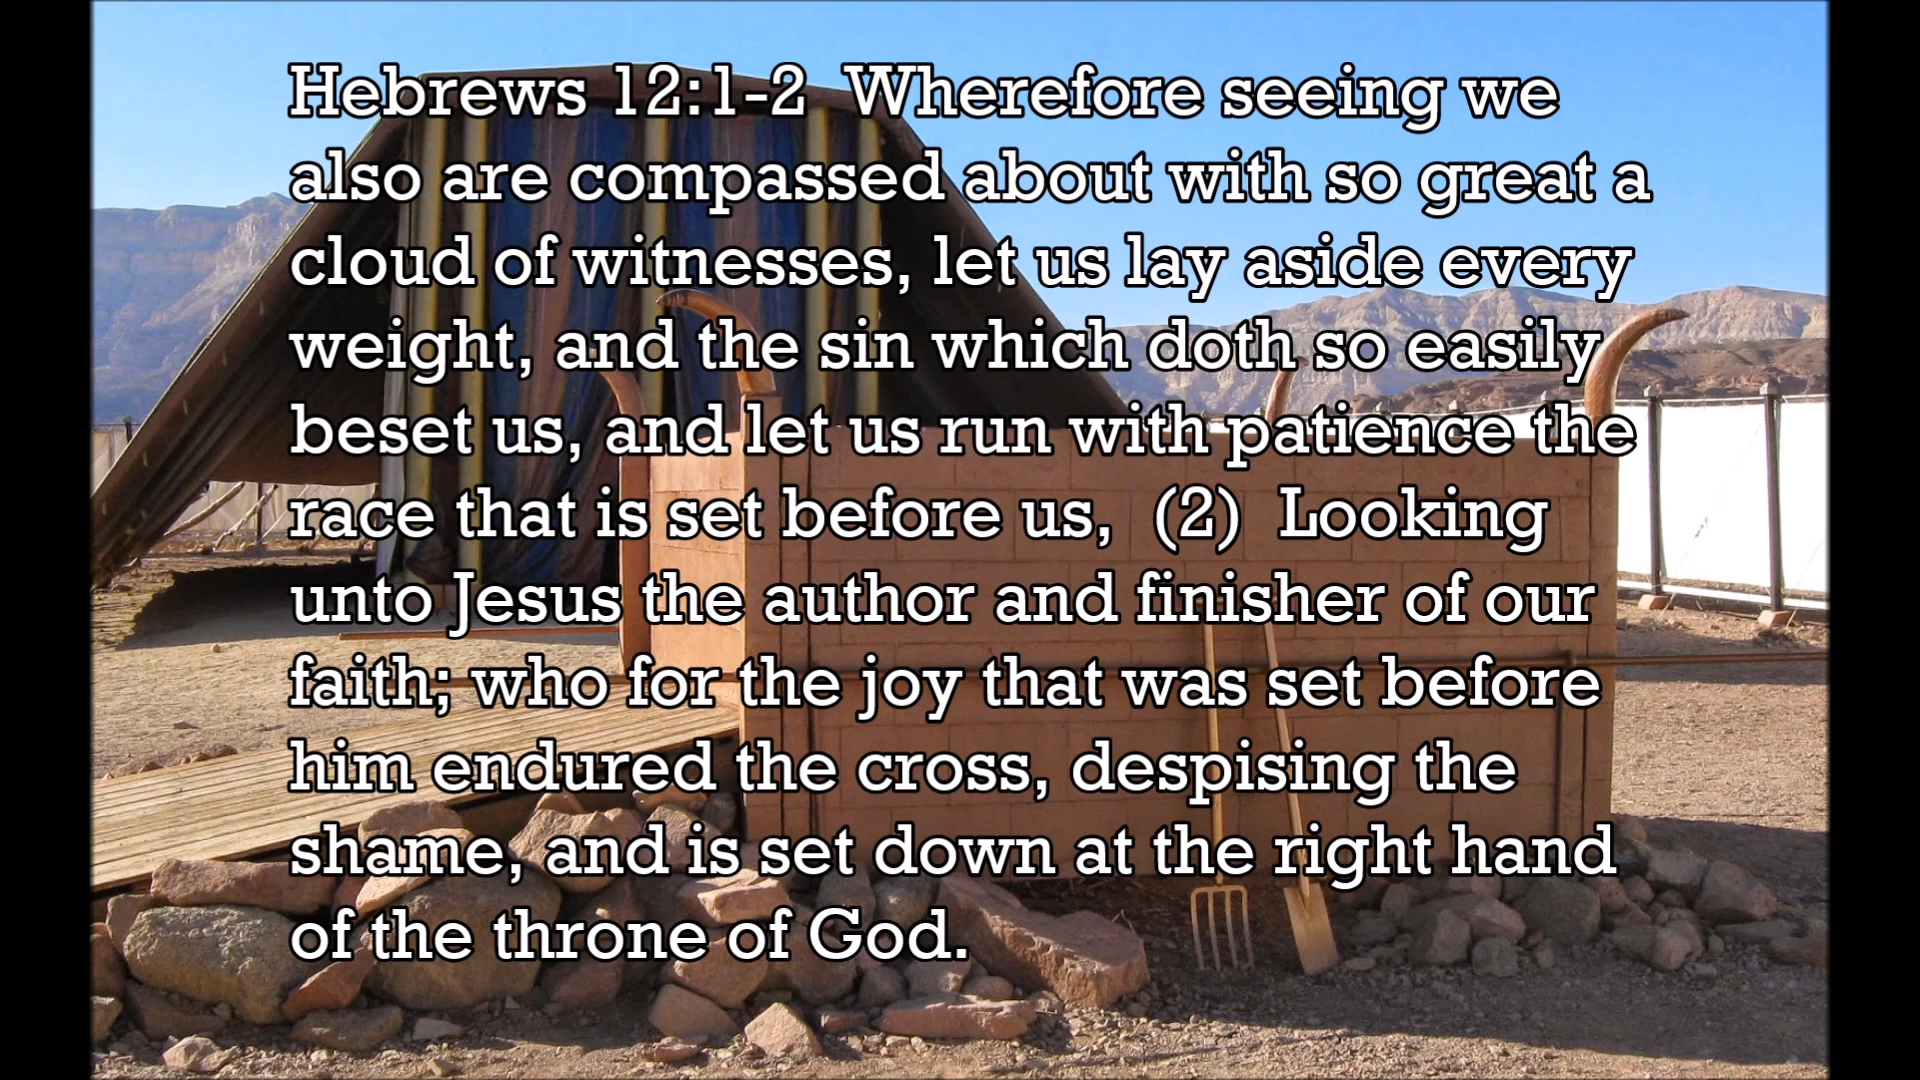 Hebrews 12:1-2  Wherefore seeing we
also are compassed about with so great a
cloud of witnesses, let us lay aside every
weight, and the sin which doth so easily
beset us, and let us run with patience the
race that is set before us,  (2)  Looking
unto Jesus the author and finisher of our
faith; who for the joy that was set before
him endured the cross, despising the
shame, and is set down at the right hand
of the throne of God.